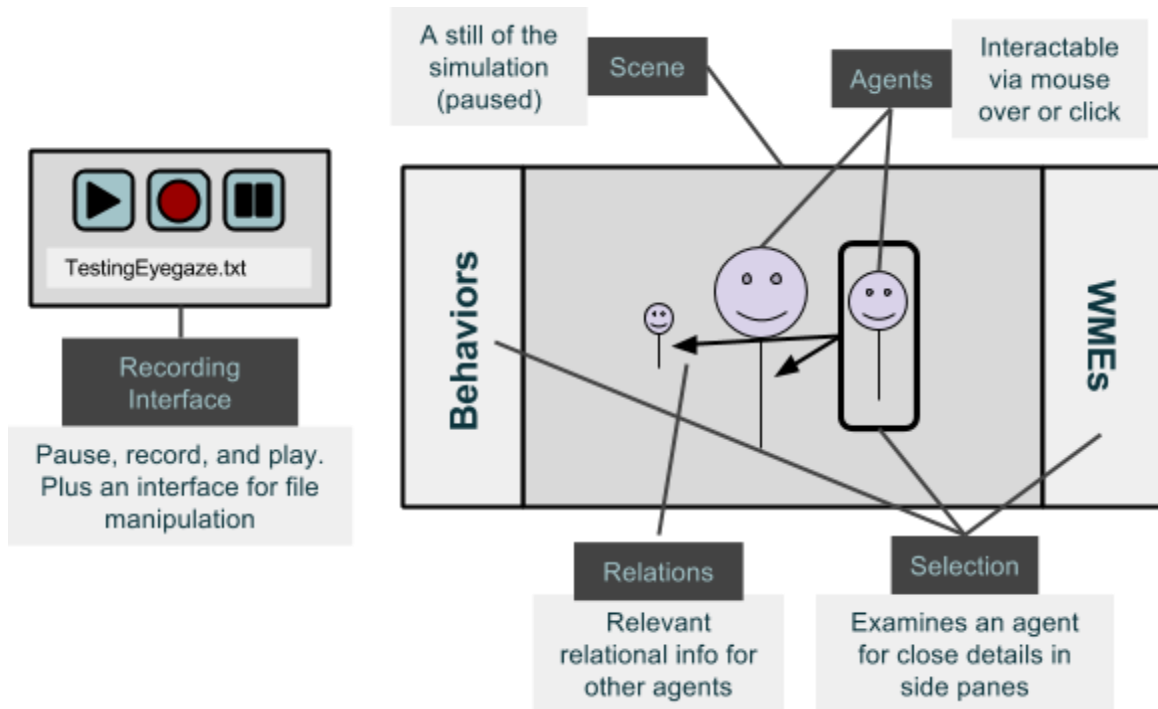 A still of the
simulation
(paused)
Scene
Agents
Interactable
via mouse
over or click
TestingEyegaze.txt
Recording
Interface
Pause, record, and play.
Plus an interface for file
manipulation
Behaviors
WMEs
Relations
Relevant
relational info for
other agents
Selection
Examines an agent
for close details in
side panes